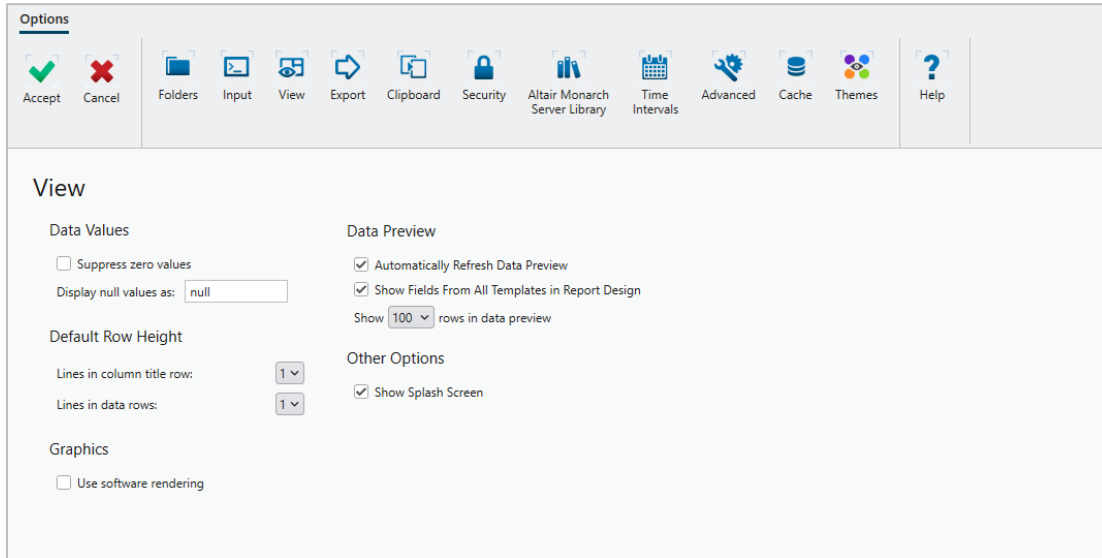 Options
Accept
Cancel
Folders
Input
View
Export
Clipboard
Security
Altair Monarch
Server Library
Time
Intervals
Advanced
Cache
Themes
Help
View
Data Values
Suppress zero values
Display null values as: null
Default Row Height
Lines in column title row: 1
Lines in data rows: 1
Graphics
Use software rendering
Data Preview
Automatically Refresh Data Preview
Show Fields From All Templates in Report Design
Show 100 rows in data preview
Other Options
Show Splash Screen